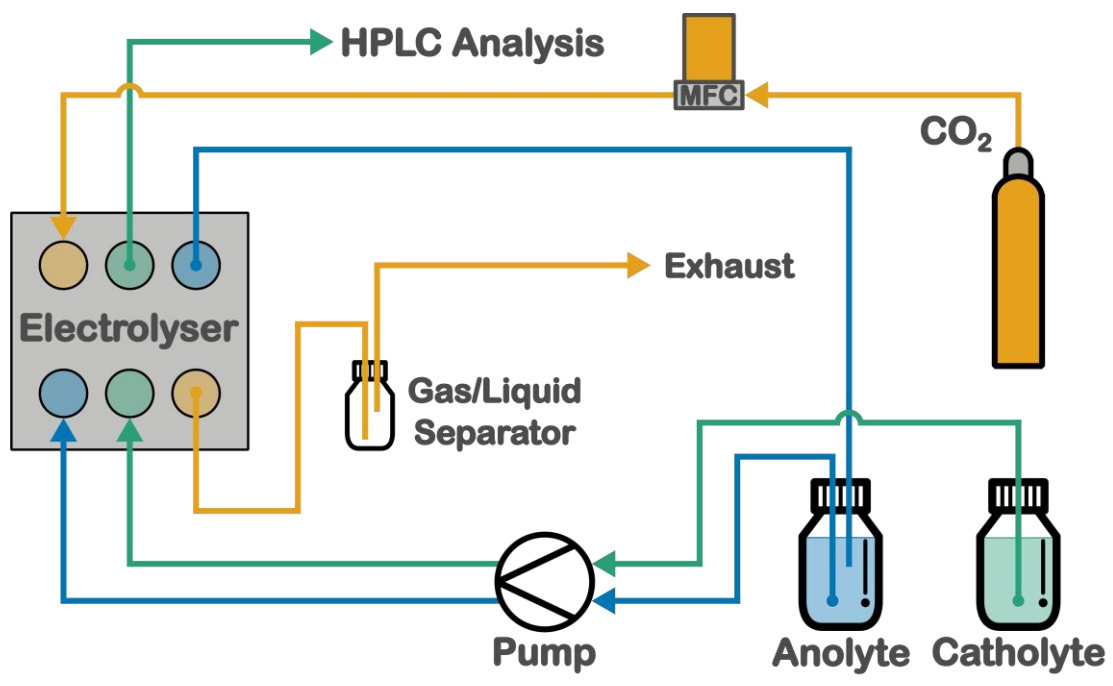 HPLC Analysis
MFC
CO₂
Exhaust
Electrolyser
Gas/Liquid
Separator
Pump
Anolyte
Catholyte